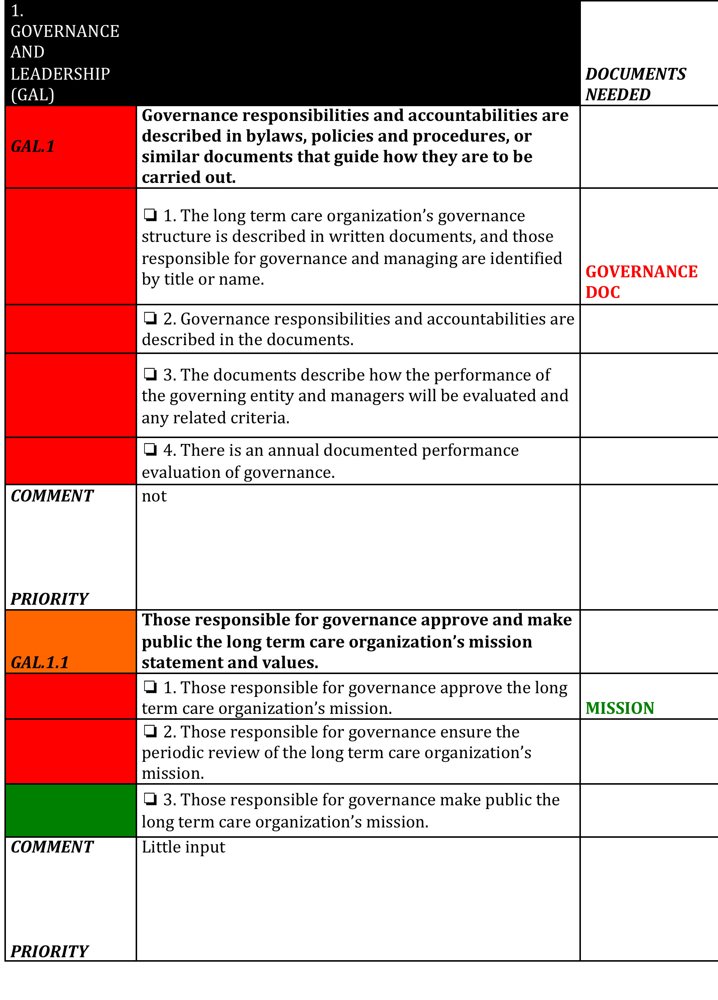 1.
GOVERNANCE
AND
LEADERSHIP
(GAL)
DOCUMENTS
NEEDED
GAL.1
Governance responsibilities and accountabilities are
described in bylaws, policies and procedures, or
similar documents that guide how they are to be
carried out.
❏ 1. The long term care organization’s governance
structure is described in written documents, and those
responsible for governance and managing are identified
by title or name.
GOVERNANCE
DOC
❏ 2. Governance responsibilities and accountabilities are
described in the documents.
❏ 3. The documents describe how the performance of
the governing entity and managers will be evaluated and
any related criteria.
❏ 4. There is an annual documented performance
evaluation of governance.
COMMENT
not
PRIORITY
GAL.1.1
Those responsible for governance approve and make
public the long term care organization’s mission
statement and values.
❏ 1. Those responsible for governance approve the long
term care organization’s mission.
MISSION
❏ 2. Those responsible for governance ensure the
periodic review of the long term care organization’s
mission.
❏ 3. Those responsible for governance make public the
long term care organization’s mission.
COMMENT
Little input
PRIORITY